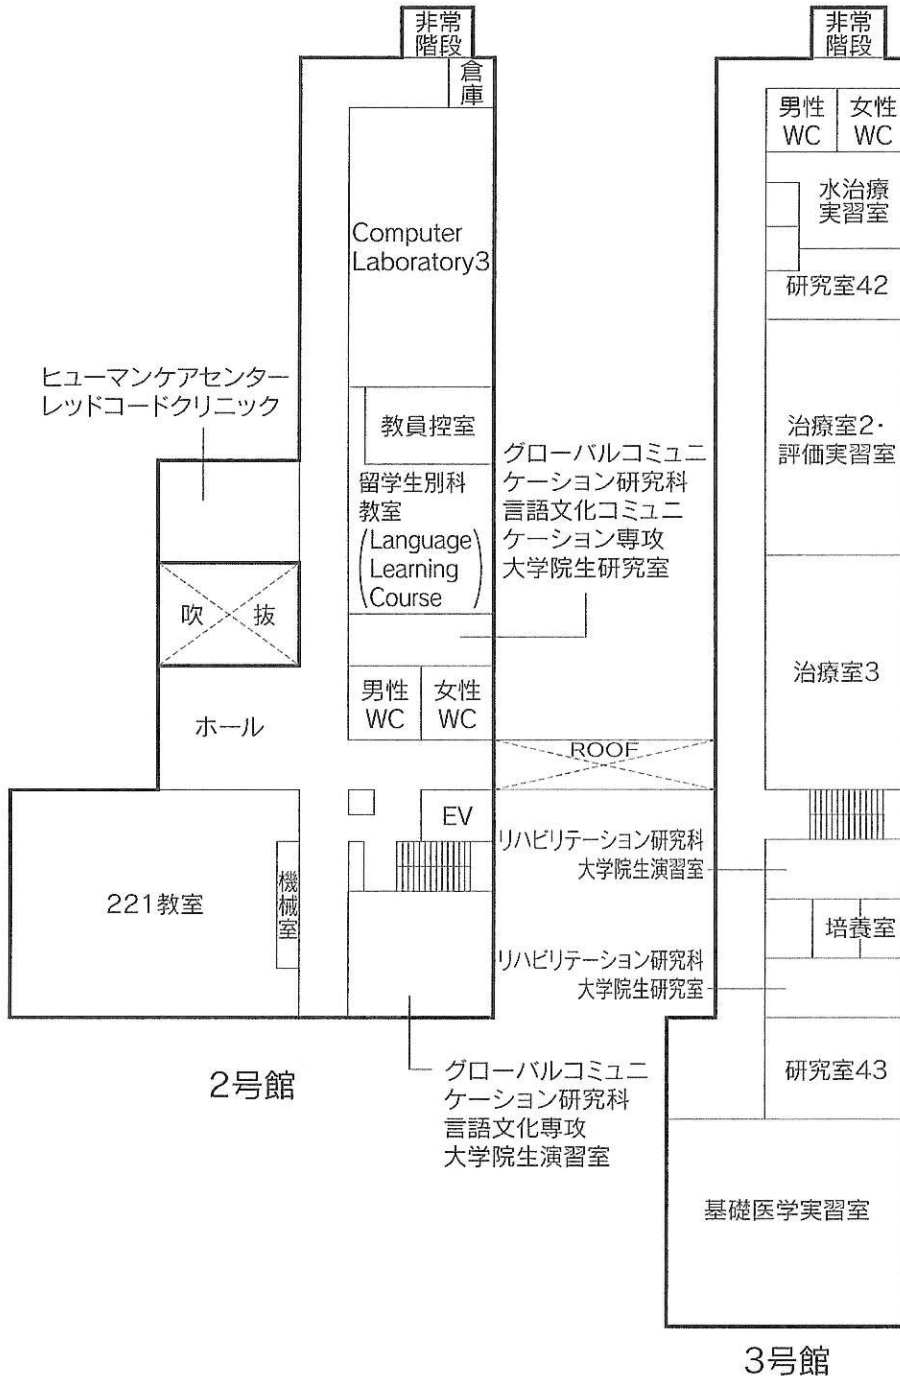 非常
階段
倉
庫
Computer
Laboratory3
ヒューマンケアセンター
レッドコードクリニック
教員控室
留学生別科
教室
(Language
Learning
Course)
グローバルコミュニ
ケーション研究科
言語文化コミュニ
ケーション専攻
大学院生研究室
吹 抜
男性
WC
女性
WC
ホール
ROOF
EV
221教室
機
械
室
グローバルコミュニ
ケーション研究科
言語文化専攻
大学院生演習室
2号館
非常
階段
男性
WC
女性
WC
水治療
実習室
研究室42
治療室2・
評価実習室
治療室3
リハビリテーション研究科
大学院生演習室
培養室
リハビリテーション研究科
大学院生研究室
研究室43
基礎医学実習室
3号館